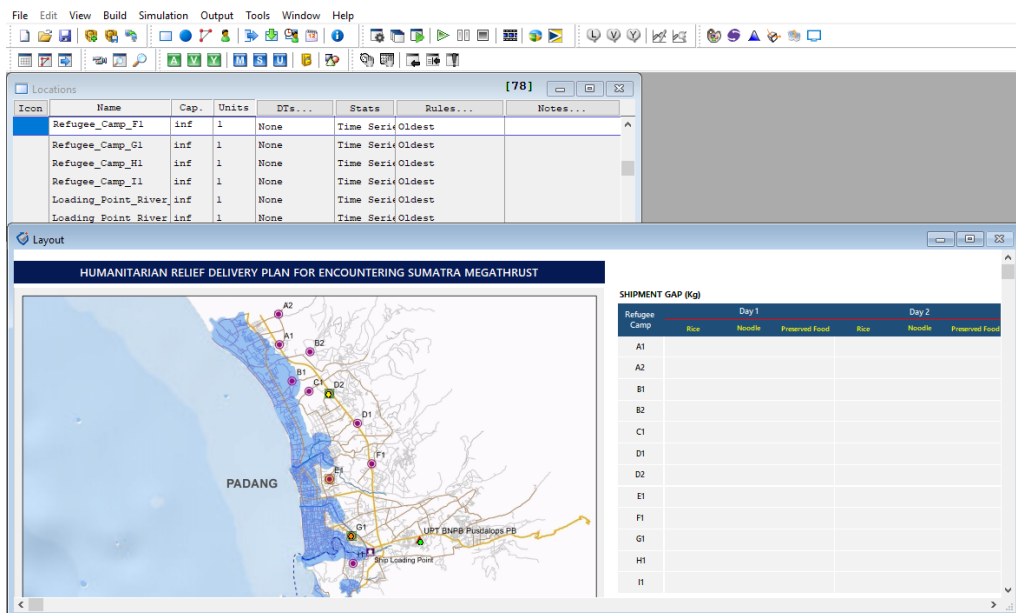 File Edit View Build Simulation Output Tools Window Help
Locations [78]
Icon Name Cap. Units DTs... Stats Rules... Notes...
Refugee_Camp_F1 inf 1 None Time Serie Oldest
Refugee_Camp_G1 inf 1 None Time Serie Oldest
Refugee_Camp_H1 inf 1 None Time Serie Oldest
Refugee_Camp_I1 inf 1 None Time Serie Oldest
Loading_Point_River_ inf 1 None Time Serie Oldest
Loading Point River inf 1 None Time Serie Oldest
Layout
HUMANITARIAN RELIEF DELIVERY PLAN FOR ENCOUNTERING SUMATRA MEGATHRUST
A2
A1
B2
B1
C1
D2
D1
F1
E1
PADANG
G1
UPT BNPB Pusdalops PB
I1
Ship Loading Point
SHIPMENT GAP (Kg)
Refugee Camp Day 1 Day 2
Rice Noodle Preserved Food Rice Noodle Preserved Food
A1
A2
B1
B2
C1
D1
D2
E1
F1
G1
H1
I1